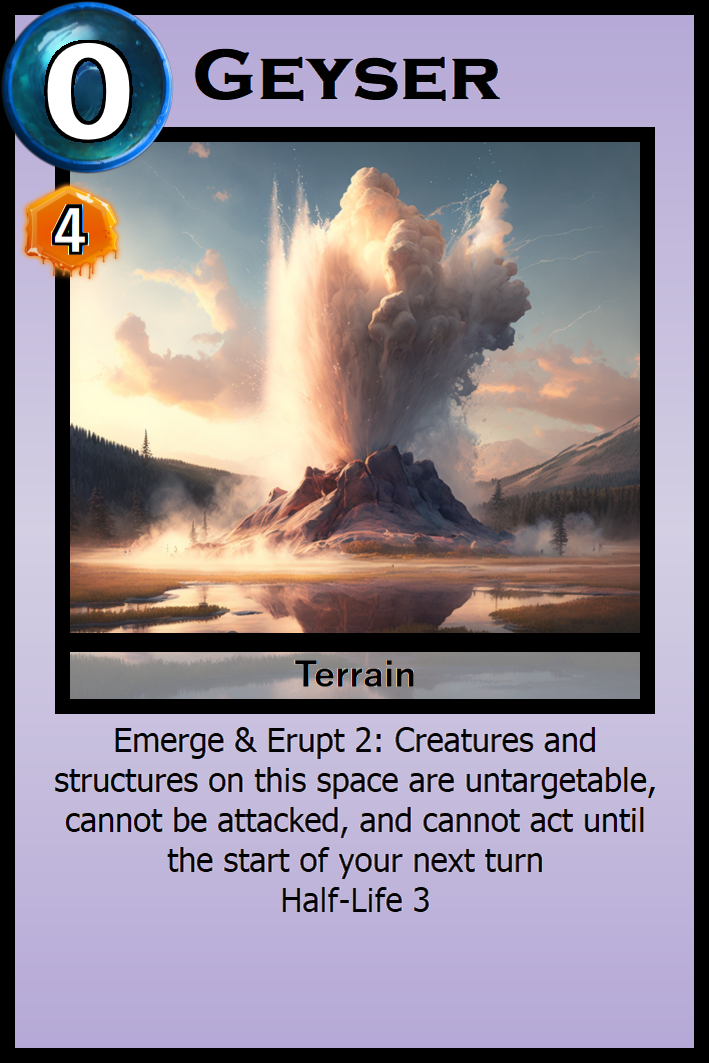 0
Geyser
4
Terrain
Emerge & Erupt 2: Creatures and
structures on this space are untargetable,
cannot be attacked, and cannot act until
the start of your next turn
Half-Life 3